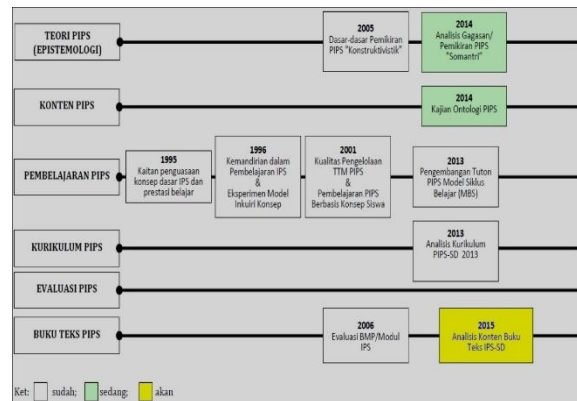 TEORI PIPS
(EPISTEMOLOGI)
2005
Dasar-dasar Pemikiran
PIPS "Konstruktivistik"
2014
Analisis Gagasan/
Pemikiran PIPS
"Somantri"
KONTEN PIPS
2014
Kajian Ontologi PIPS
PEMBELAJARAN PIPS
1995
Kaitan penguasaan
konsep dasar IPS dan
prestasi belajar
1996
Kemandirian dalam
Pembelajaran IPS
&
Eksperimen Model
Inkuiri Konsep
2001
Kualitas Pengelolaan
TTM PIPS
&
Pembelajaran PIPS
Berbasis Konsep Siswa
2013
Pengembangan Tuton
PIPS Model Siklus
Belajar (MBS)
KURIKULUM PIPS
2013
Analisis Kurikulum
PIPS-SD 2013
EVALUASI PIPS
BUKU TEKS PIPS
2006
Evaluasi BMP/Modul
IPS
2015
Analisis Konten Buku
Teks IPS-SD
Ket: sudah; sedang; akan